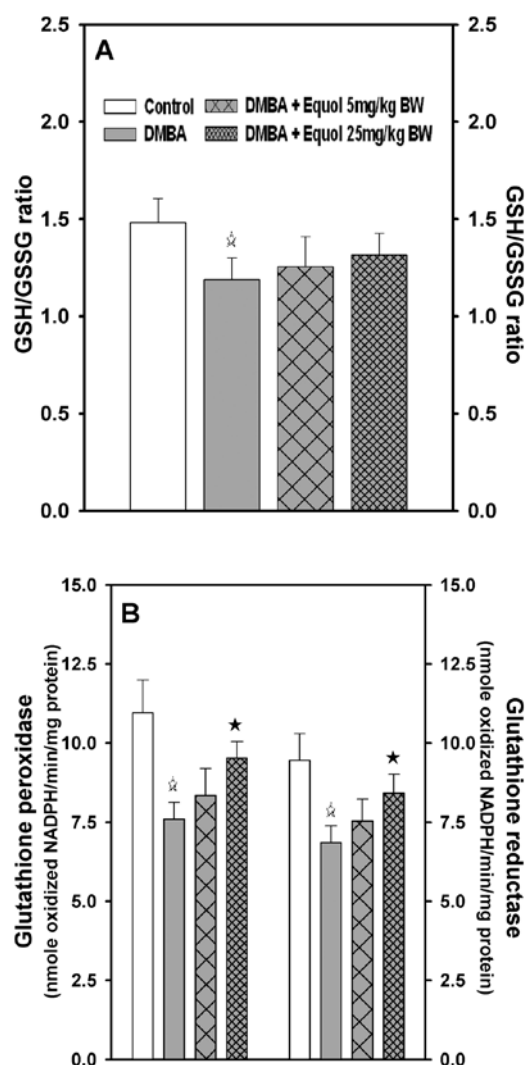 A
Control
DMBA + Equol 5mg/kg BW
DMBA
DMBA + Equol 25mg/kg BW
GSH/GSSG ratio
2.5
2.0
1.5
1.0
0.5
0.0
2.5
2.0
1.5
1.0
0.5
0.0
GSH/GSSG ratio
B
Glutathione peroxidase
(nmole oxidized NADPH/min/mg protein)
15.0
12.5
10.0
7.5
5.0
2.5
0.0
15.0
12.5
10.0
7.5
5.0
2.5
0.0
Glutathione reductase
(nmole oxidized NADPH/min/mg protein)